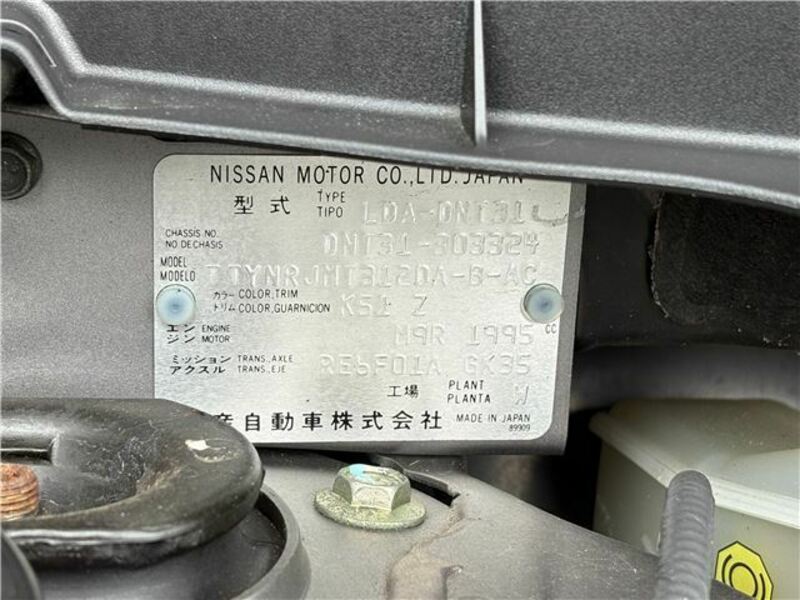 NISSAN MOTOR CO.,LTD.JAPAN
型式 TYPE TIPO LDA-DNT31
CHASSIS NO. NO DECHASIS DNT31-303324
MODEL MODELO TTYNRJMT312DA-B-AC
カラー トリム COLOR,TRIM COLOR,GUARNICION K51 Z
エンジン ENGINE MOTOR M9R 1995 CC
ミッション アクスル TRANS.,AXLE TRANS.,EJE RE6F01A GK35
工場 PLANT PLANTA W
産自動車株式会社 MADE IN JAPAN
89909